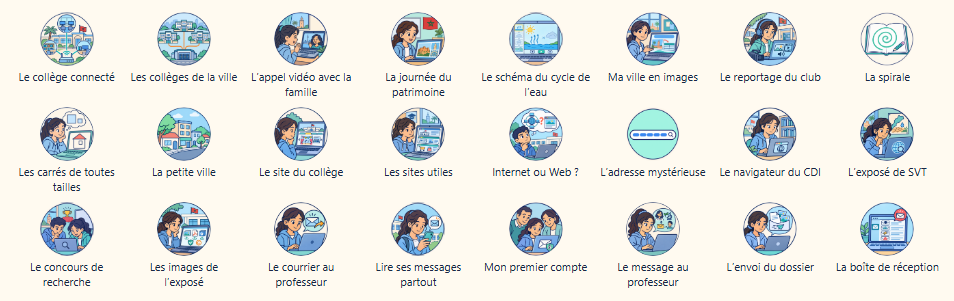 Le collège connecté
Les collèges de la ville
L'appel vidéo avec la
famille
La journée du
patrimoine
Le schéma du cycle de
l'eau
Ma ville en images
Le reportage du club
La spirale
Les carrés de toutes
tailles
La petite ville
Le site du collège
Les sites utiles
Internet ou Web ?
L'adresse mystérieuse
Le navigateur du CDI
L'exposé de SVT
Le concours de
recherche
Les images de
l'exposé
Le courrier au
professeur
Lire ses messages
partout
Mon premier compte
Le message au
professeur
L'envoi du dossier
La boîte de réception